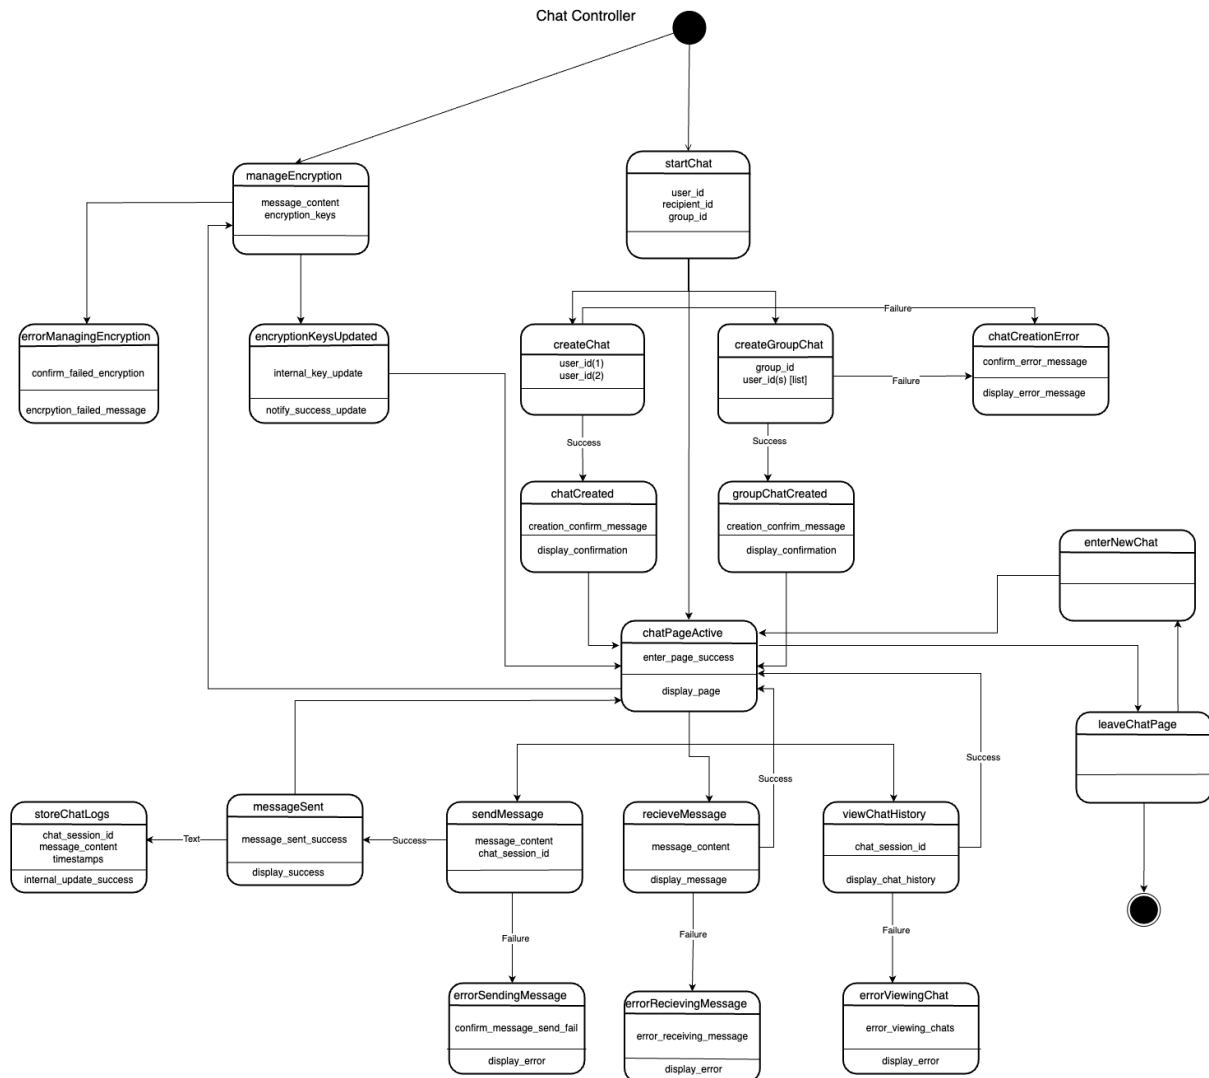 Chat Controller
manageEncryption
message_content
encryption_keys
startChat
user_id
recipient_id
group_id
errorManagingEncryption
confirm_failed_encryption
encrpytion_failed_message
encryptionKeysUpdated
internal_key_update
notify_success_update
createChat
user_id(1)
user_id(2)
createGroupChat
group_id
user_id(s) [list]
Failure
Failure
chatCreationError
confirm_error_message
display_error_message
Success
Success
chatCreated
creation_confirm_message
display_confirmation
groupChatCreated
creation_confrim_message
display_confirmation
enterNewChat
chatPageActive
enter_page_success
display_page
leaveChatPage
Success
Success
storeChatLogs
chat_session_id
message_content
timestamps
internal_update_success
Text
messageSent
message_sent_success
display_success
Success
sendMessage
message_content
chat_session_id
recieveMessage
message_content
display_message
viewChatHistory
chat_session_id
display_chat_history
Failure
Failure
Failure
errorSendingMessage
confirm_message_send_fail
display_error
errorRecievingMessage
error_receiving_message
display_error
errorViewingChat
error_viewing_chats
display_error